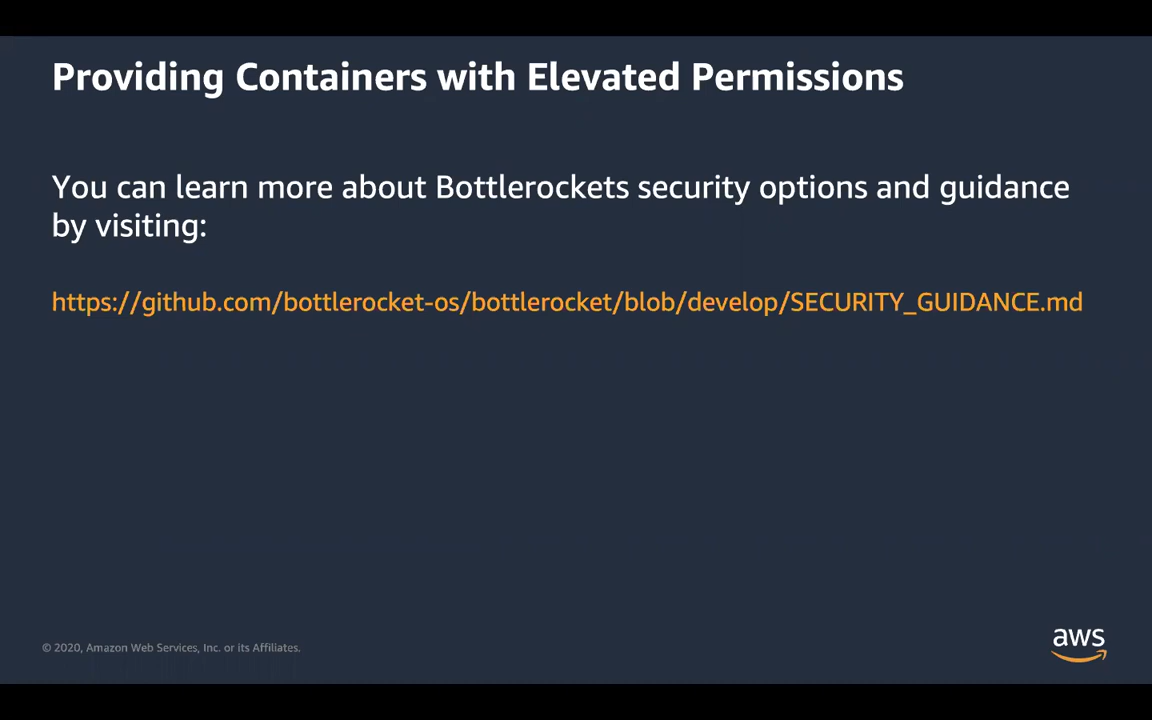 Providing Containers with Elevated Permissions
You can learn more about Bottlerockets security options and guidance
by visiting:
https://github.com/bottlerocket-os/bottlerocket/blob/develop/SECURITY_GUIDANCE.md
© 2020, Amazon Web Services, Inc. or its Affiliates.
aws